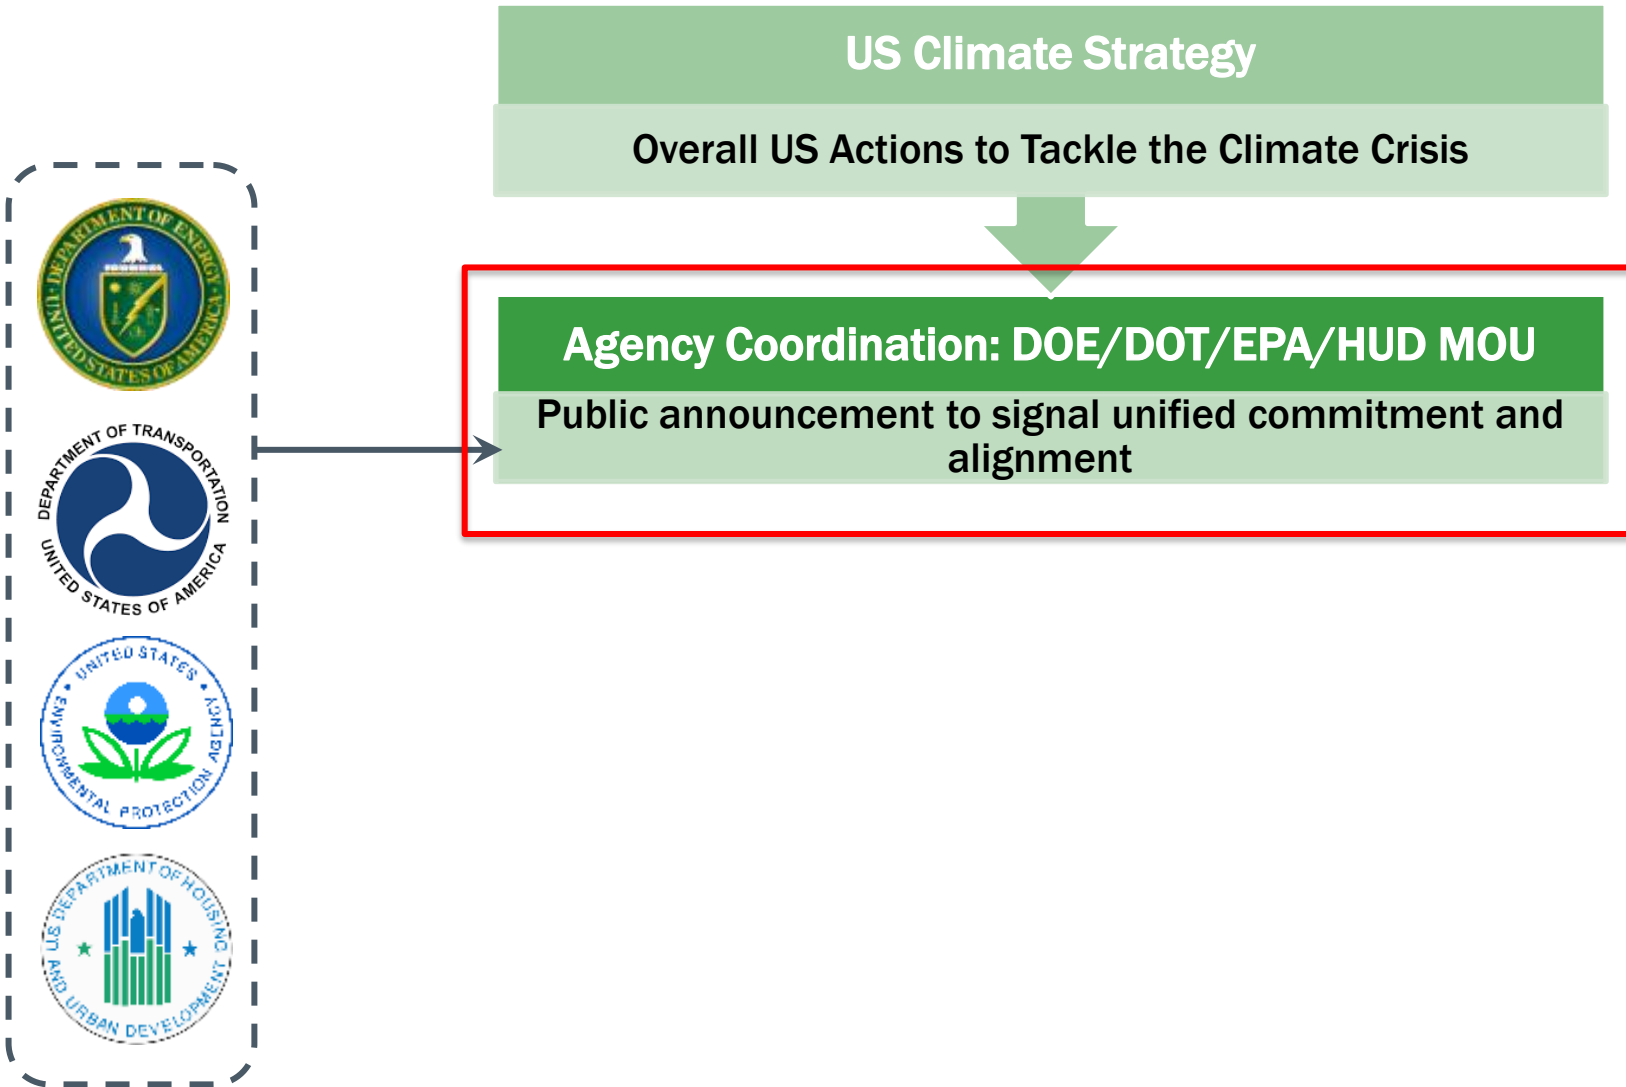 US Climate Strategy
Overall US Actions to Tackle the Climate Crisis
Agency Coordination: DOE/DOT/EPA/HUD MOU
Public announcement to signal unified commitment and
alignment
DEPARTMENT OF ENERGY
UNITED STATES OF AMERICA
DEPARTMENT OF TRANSPORTATION
UNITED STATES OF AMERICA
UNITED STATES
ENVIRONMENTAL PROTECTION AGENCY
U.S. DEPARTMENT OF HOUSING
AND URBAN DEVELOPMENT